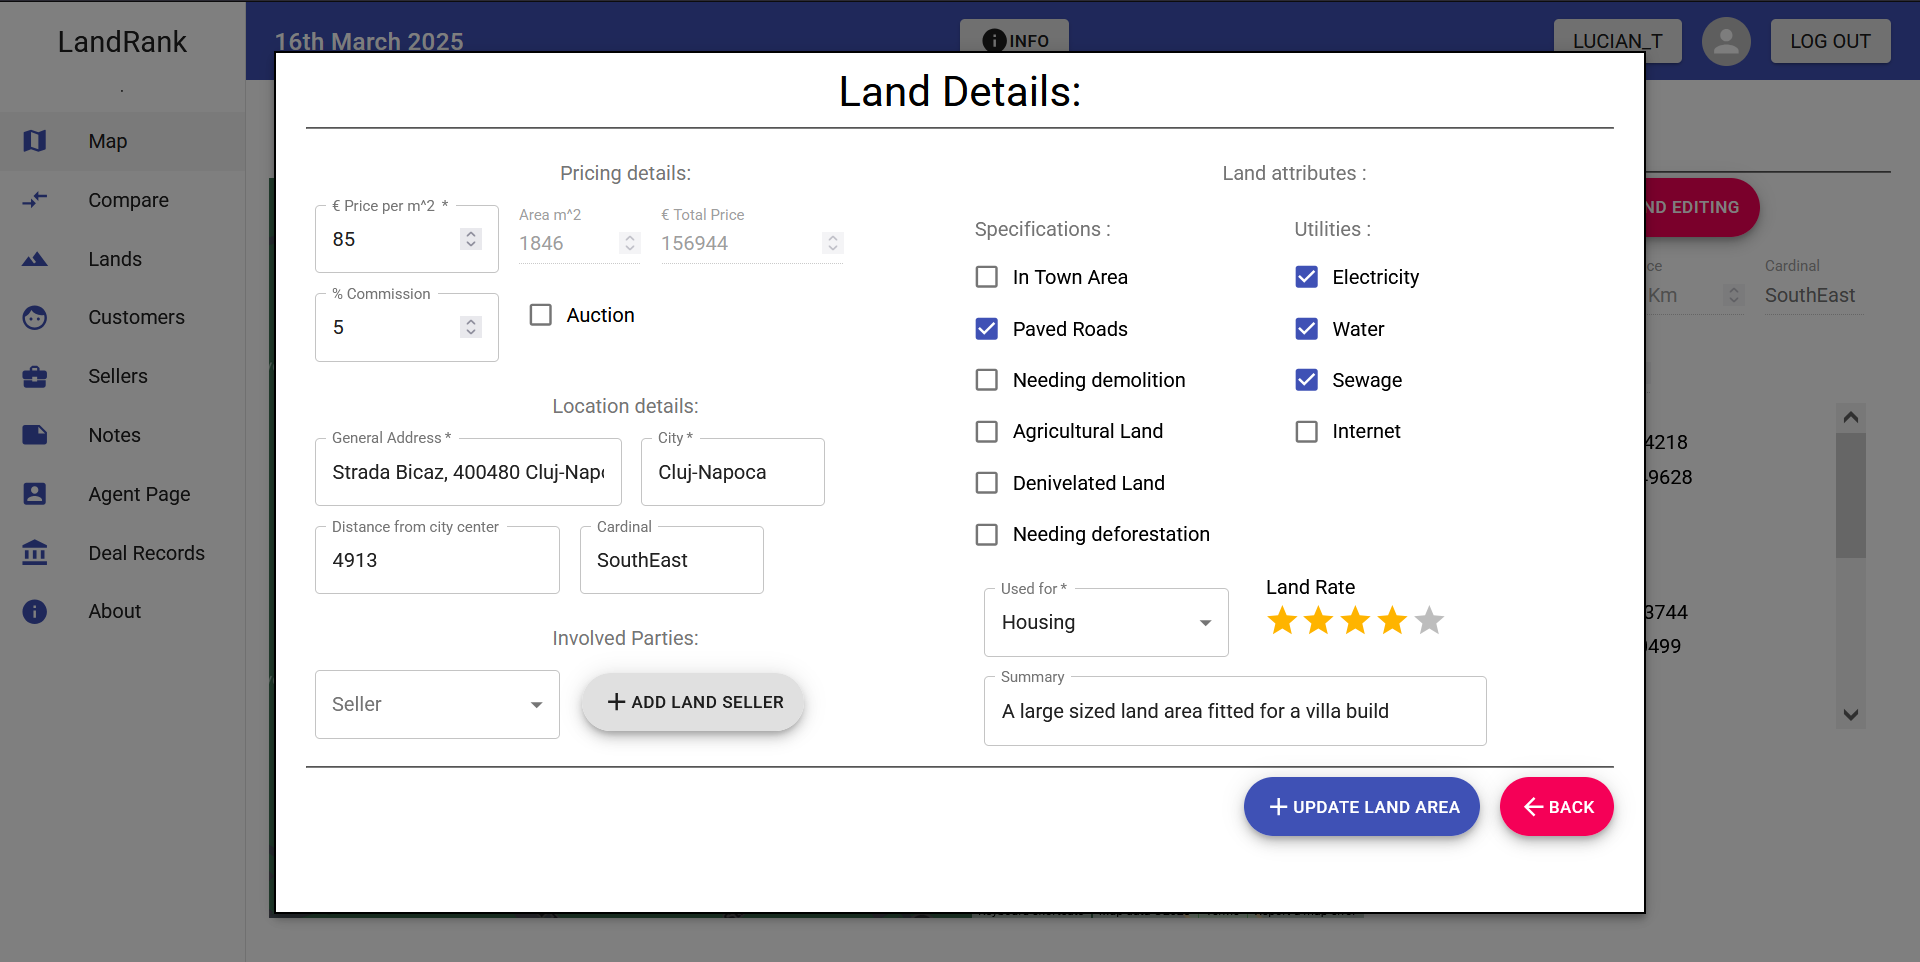 LandRank
16th March 2025
INFO
LUCIAN_T
LOG OUT
Map
Compare
Lands
Customers
Sellers
Notes
Agent Page
Deal Records
About
Land Details:
Pricing details:
€ Price per m^2 *
85
Area m^2
1846
€ Total Price
156944
% Commission
5
Auction
Location details:
General Address *
Strada Bicaz, 400480 Cluj-Nap
City *
Cluj-Napoca
Distance from city center
4913
Cardinal
SouthEast
Involved Parties:
Seller
ADD LAND SELLER
Land attributes :
Specifications :
In Town Area
Paved Roads
Needing demolition
Agricultural Land
Denivelated Land
Needing deforestation
Utilities :
Electricity
Water
Sewage
Internet
Used for *
Housing
Land Rate
Summary
A large sized land area fitted for a villa build
UPDATE LAND AREA
BACK
ND EDITING
ce
Km
Cardinal
SouthEast
4218
9628
3744
499